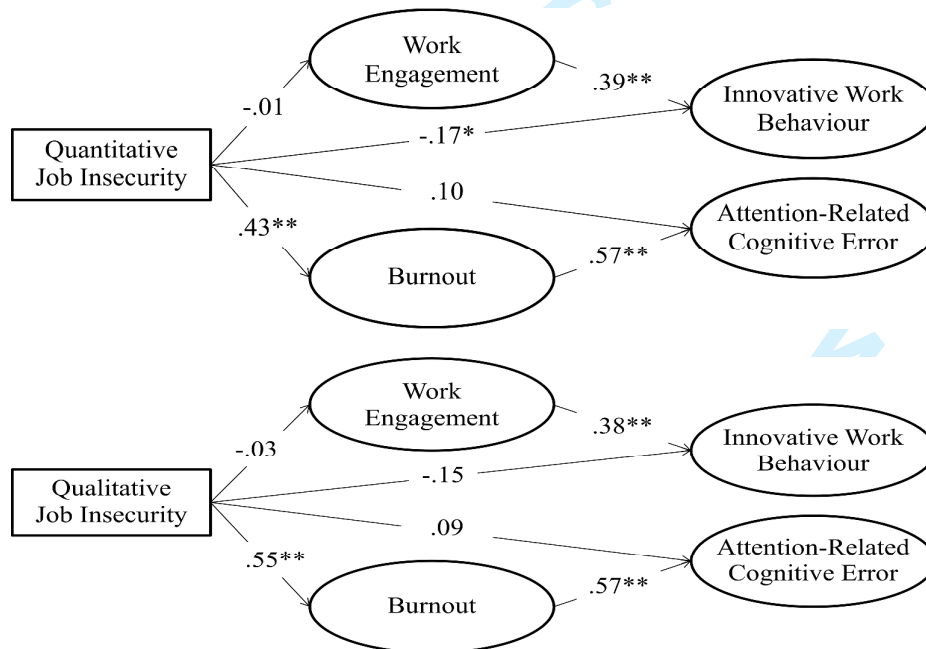 Work
Engagement
.39**
-.01
Innovative Work
Behaviour
-.17*
Quantitative
Job Insecurity
.10
Attention-Related
Cognitive Error
.43**
.57**
Burnout
Work
Engagement
.38**
-.03
Innovative Work
Behaviour
-.15
Qualitative
Job Insecurity
.09
Attention-Related
Cognitive Error
.55**
.57**
Burnout